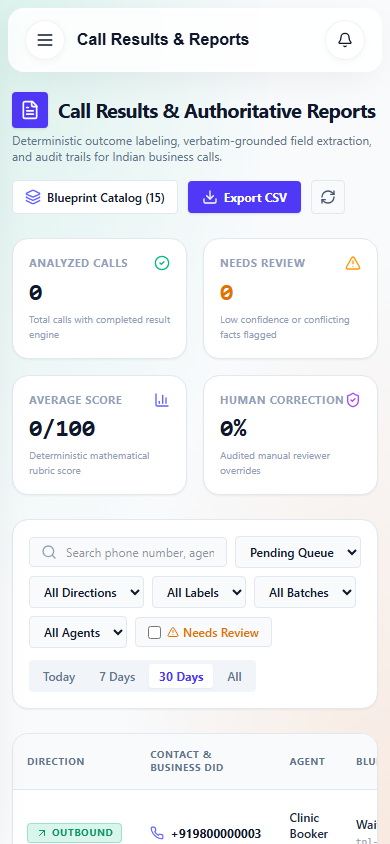 Call Results & Reports
Call Results & Authoritative Reports
Deterministic outcome labeling, verbatim-grounded field extraction,
and audit trails for Indian business calls.
Blueprint Catalog (15)
Export CSV
ANALYZED CALLS
0
Total calls with completed result
engine
NEEDS REVIEW
0
Low confidence or conflicting
facts flagged
AVERAGE SCORE
0/100
Deterministic mathematical
rubric score
HUMAN CORRECTION
0%
Audited manual reviewer
overrides
Search phone number, agen
Pending Queue
All Directions
All Labels
All Batches
All Agents
Needs Review
Today
7 Days
30 Days
All
DIRECTION
CONTACT &
BUSINESS DID
AGENT
BLU
OUTBOUND
+919800000003
Clinic
Booker
Wai
tpl-